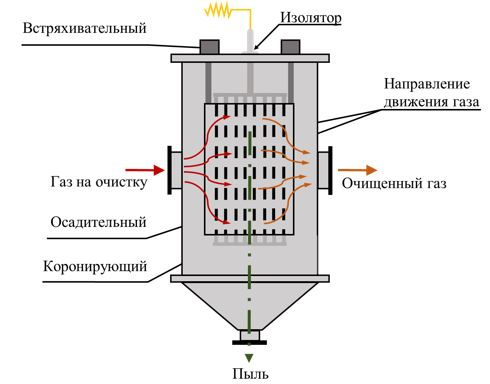 Изолятор
Встряхивательный
Направление
движения газа
Газ на очистку
Очищенный газ
Осадительный
Коронирующий
Пыль